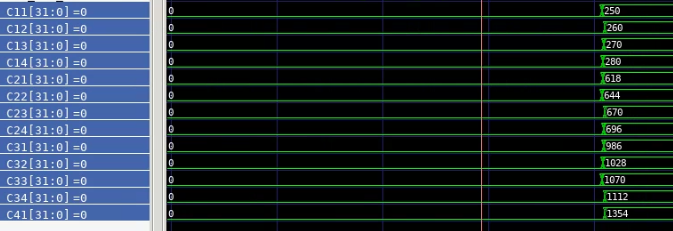 C11[31:0]=0 0 250
C12[31:0]=0 0 260
C13[31:0]=0 0 270
C14[31:0]=0 0 280
C21[31:0]=0 0 618
C22[31:0]=0 0 644
C23[31:0]=0 0 670
C24[31:0]=0 0 696
C31[31:0]=0 0 986
C32[31:0]=0 0 1028
C33[31:0]=0 0 1070
C34[31:0]=0 0 1112
C41[31:0]=0 0 1354